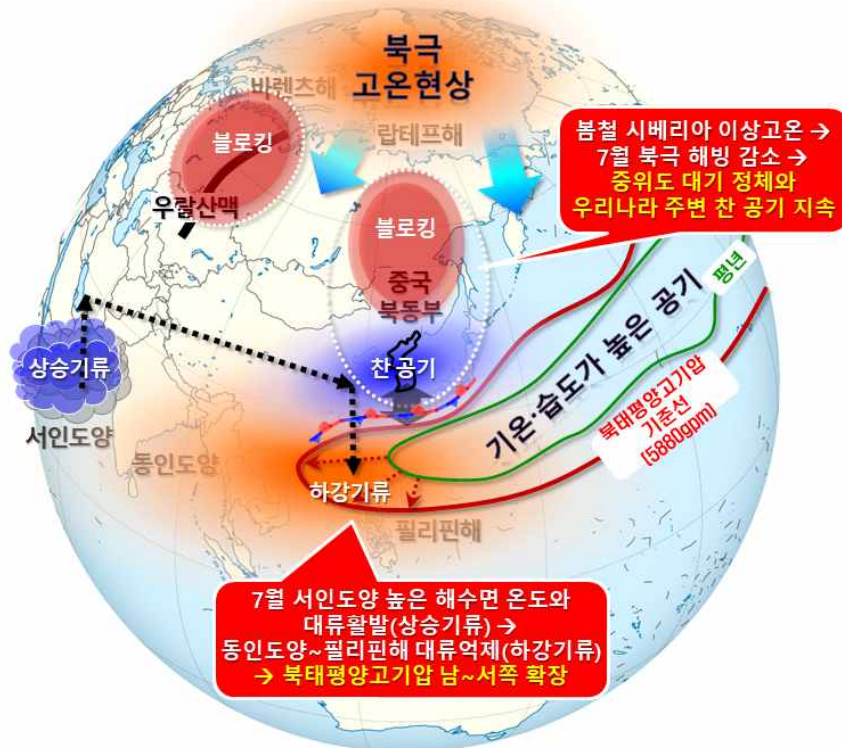 북극
고온현상
바렌츠해
랍테프해
블로킹
우랄산맥
봄철 시베리아 이상고온 →
7월 북극 해빙 감소 →
중위도 대기 정체와
우리나라 주변 찬 공기 지속
블로킹
중국
북동부
평년
상승기류
찬 공기
서인도양
기온·습도가 높은 공기
북태평양고기압
기준선
(5880gpm)
동인도양
하강기류
필리핀해
7월 서인도양 높은 해수면 온도와
대류활발(상승기류) →
동인도양~필리핀해 대류억제(하강기류)
→ 북태평양고기압 남~서쪽 확장